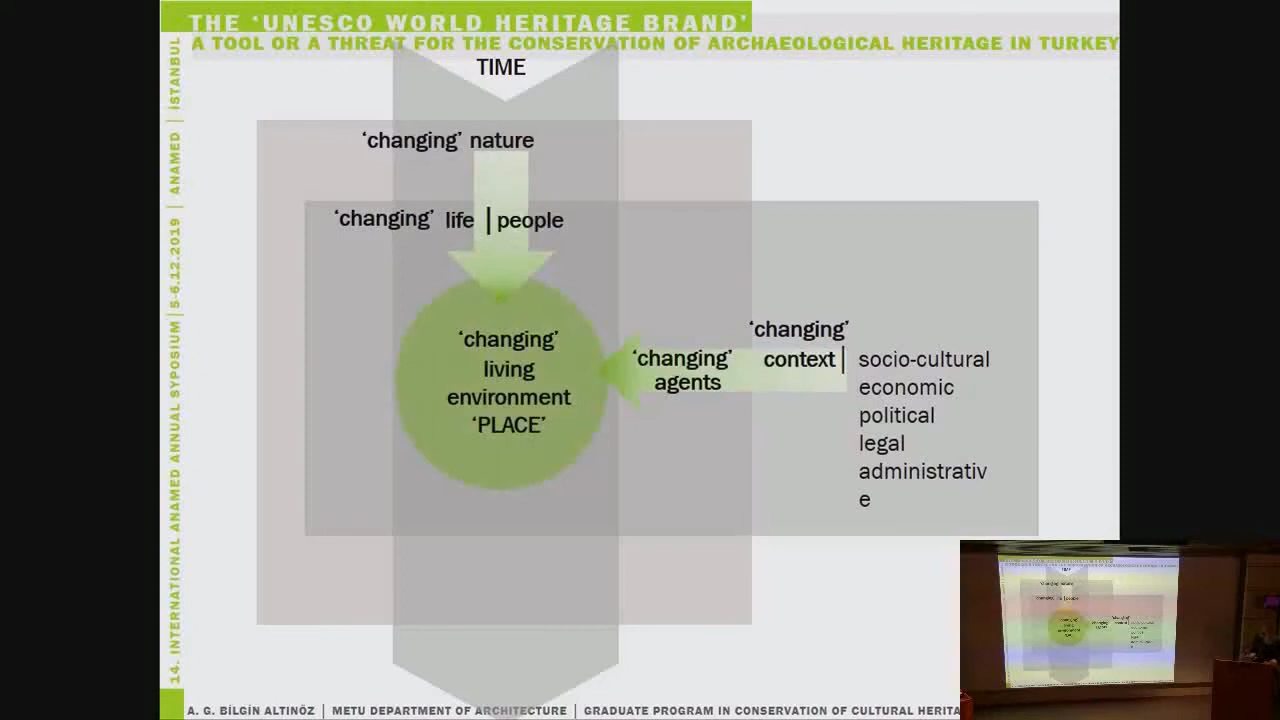 THE ‘UNESCO WORLD HERITAGE BRAND’
A TOOL OR A THREAT FOR THE CONSERVATION OF ARCHAEOLOGICAL HERITAGE IN TURKEY
14. INTERNATIONAL ANAMED ANNUAL SYPOSIUM | 5-6.12.2019 | ANAMED | İSTANBUL
TIME
‘changing’ nature
‘changing’ life | people
‘changing’
living
environment
‘PLACE’
‘changing’
agents
‘changing’
context |
socio-cultural
economic
political
legal
administrativ
e
A. G. BİLGİN ALTINÖZ | METU DEPARTMENT OF ARCHITECTURE | GRADUATE PROGRAM IN CONSERVATION OF CULTURAL HERITA